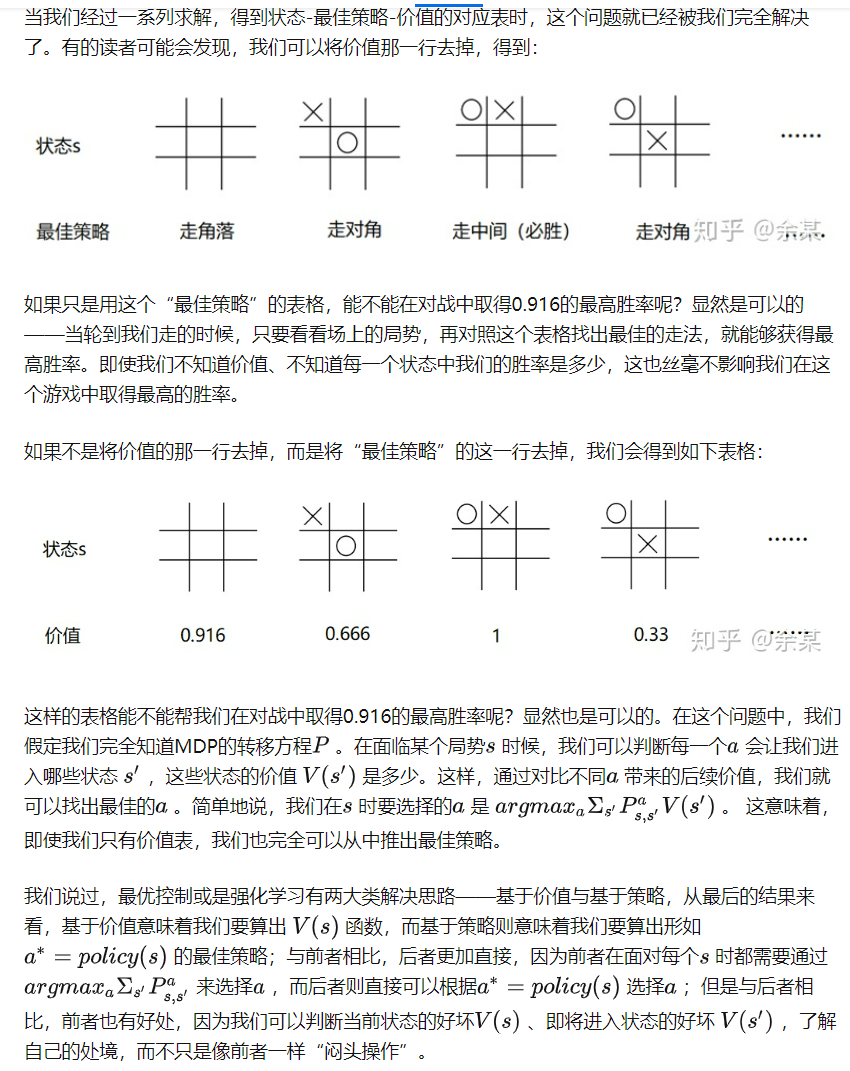 当我们经过一系列求解，得到状态-最佳策略-价值的对应表时，这个问题就已经被我们完全解决
了。有的读者可能会发现，我们可以将价值那一行去掉，得到：
状态s ······
最佳策略 走角落 走对角 走中间（必胜） 走对角 ······
知乎 @余某
如果只是用这个“最佳策略”的表格，能不能在对战中取得0.916的最高胜率呢？显然是可以的
——当轮到我们走的时候，只要看看场上的局势，再对照这个表格找出最佳的走法，就能够获得最
高胜率。即使我们不知道价值、不知道每一个状态中我们的胜率是多少，这也丝毫不影响我们在这
个游戏中取得最高的胜率。
如果不是将价值的那一行去掉，而是将“最佳策略”的这一行去掉，我们会得到如下表格：
状态s ······
价值 0.916 0.666 1 0.33 ······
知乎 @余某
这样的表格能不能帮我们在对战中取得0.916的最高胜率呢？显然也是可以的。在这个问题中，我们
假定我们完全知道MDP的转移方程P 。在面临某个局势s 时候，我们可以判断每一个a 会让我们进
入哪些状态 s′ ，这些状态的价值 V(s′) 是多少。这样，通过对比不同a 带来的后续价值，我们就
可以找出最佳的a 。简单地说，我们在s 时要选择的a 是 argmaxₐΣₛ′Pᵃₛ,ₛ′V(s′) 。 这意味着，
即使我们只有价值表，我们也完全可以从中推出最佳策略。
我们说过，最优控制或是强化学习有两大类解决思路——基于价值与基于策略，从最后的结果来
看，基于价值意味着我们要算出 V(s) 函数，而基于策略则意味着我们要算出形如
a* = policy(s) 的最佳策略；与前者相比，后者更加直接，因为前者在面对每个s 时都需要通过
argmaxₐΣₛ′Pᵃₛ,ₛ′ 来选择a ，而后者则直接可以根据a* = policy(s) 选择a ；但是与后者相
比，前者也有好处，因为我们可以判断当前状态的好坏V(s) 、即将进入状态的好坏 V(s′) ，了解
自己的处境，而不只是像前者一样“闷头操作”。